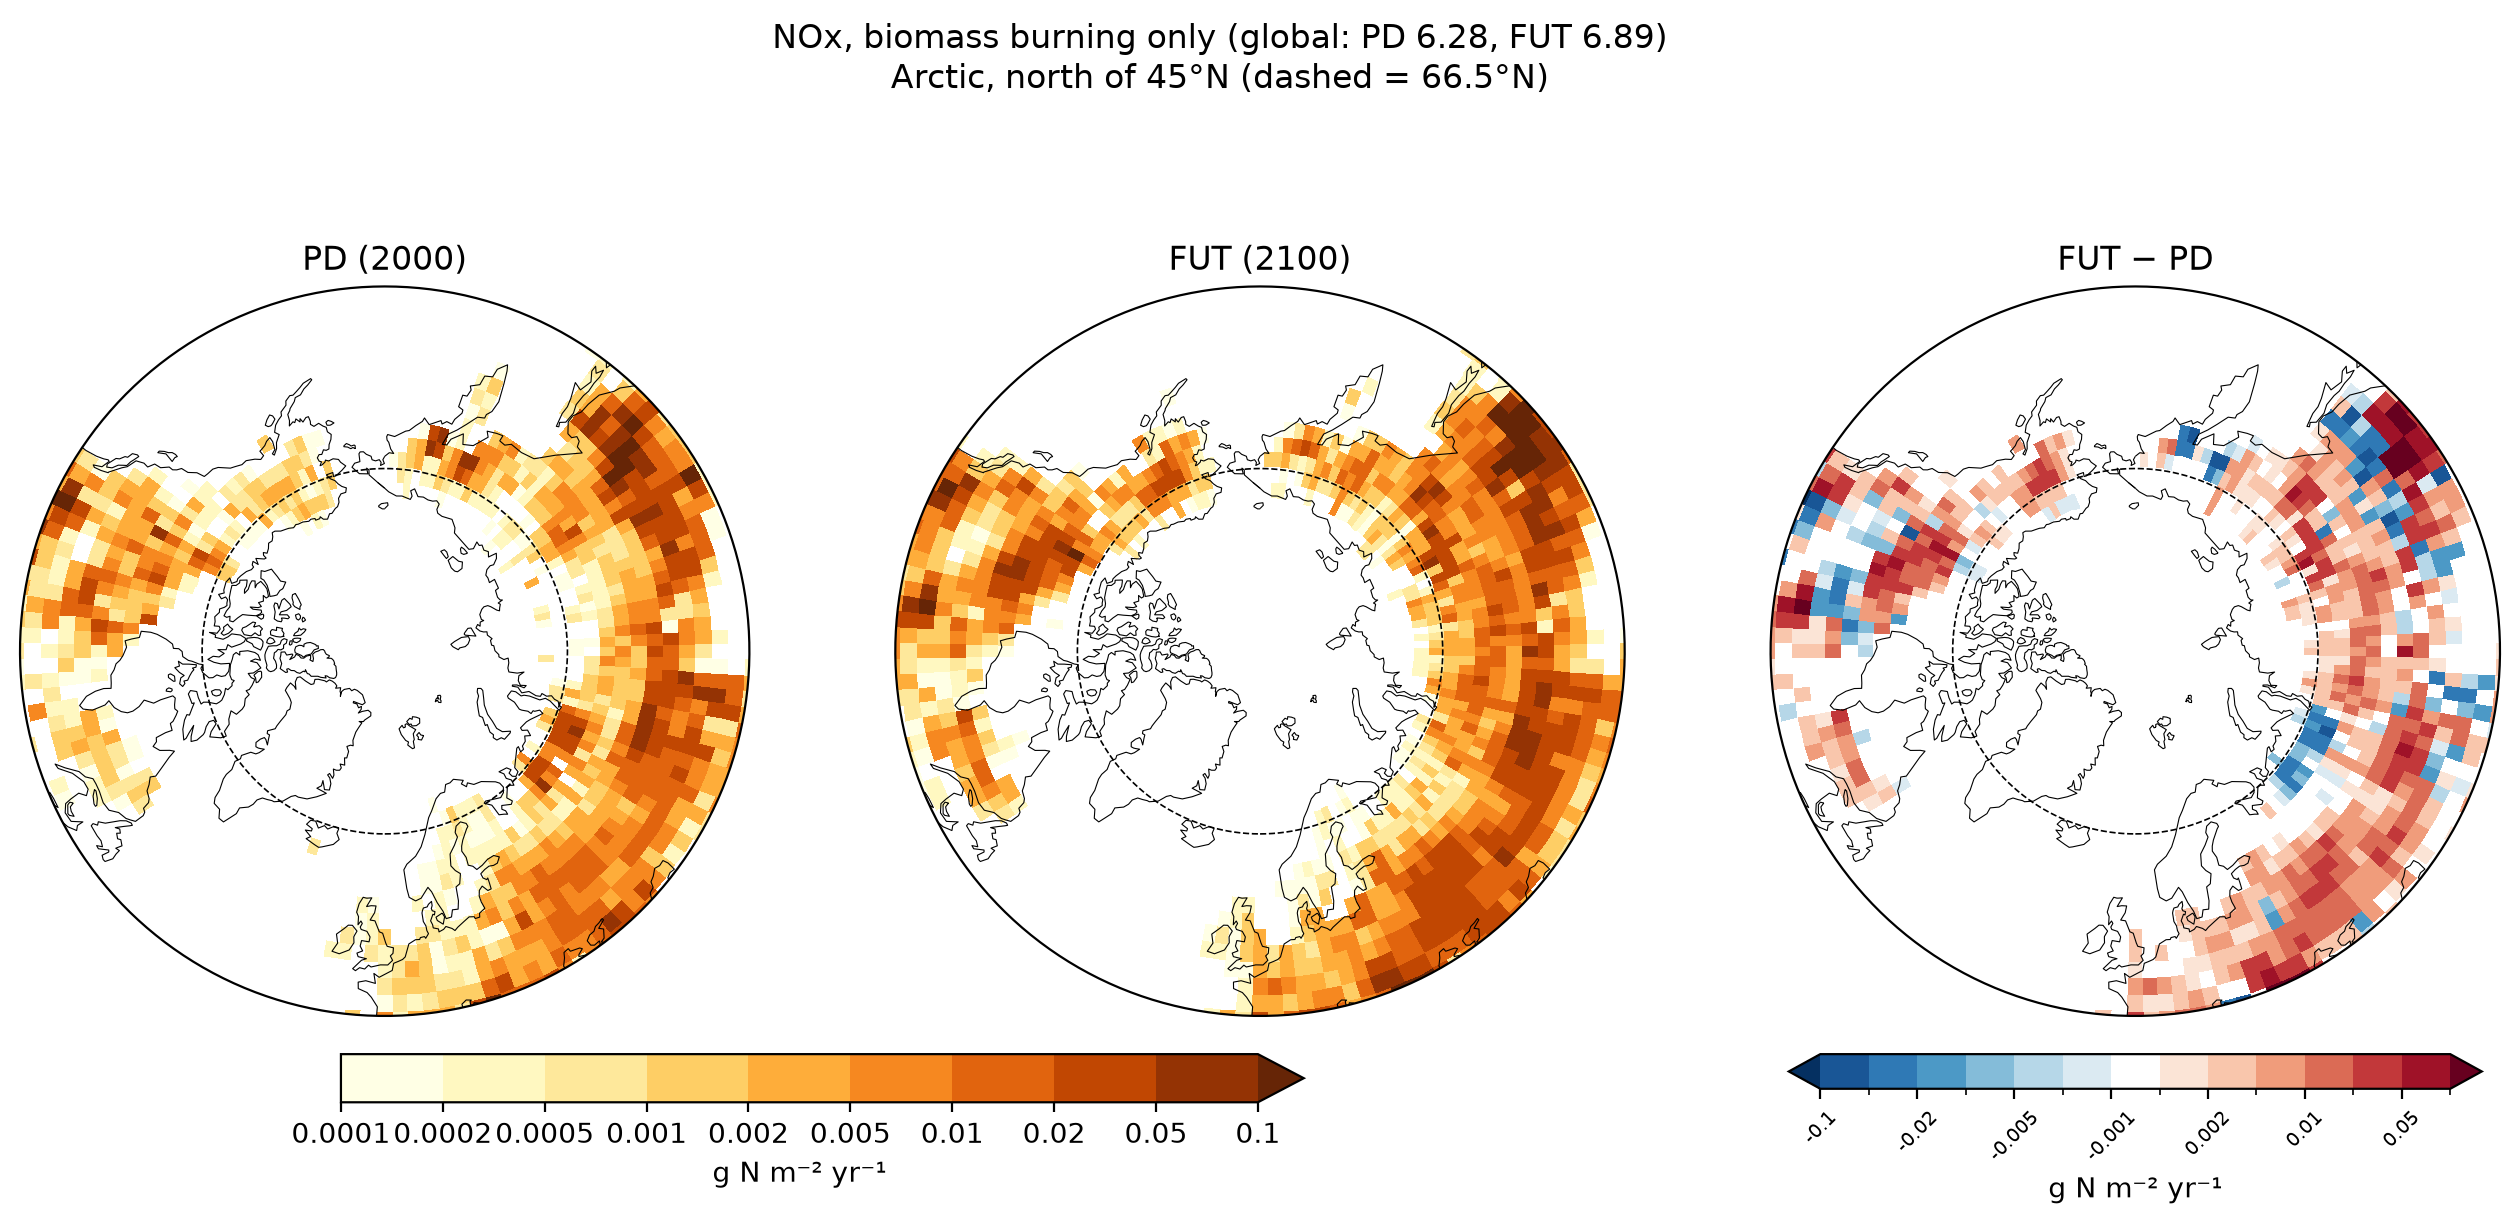 NOx, biomass burning only (global: PD 6.28, FUT 6.89)
Arctic, north of 45°N (dashed = 66.5°N)
PD (2000)
FUT (2100)
FUT − PD
0.0001 0.0002 0.0005 0.001 0.002 0.005 0.01 0.02 0.05 0.1
g N m⁻² yr⁻¹
-0.1 -0.02 -0.005 -0.001 0.002 0.01 0.05
g N m⁻² yr⁻¹